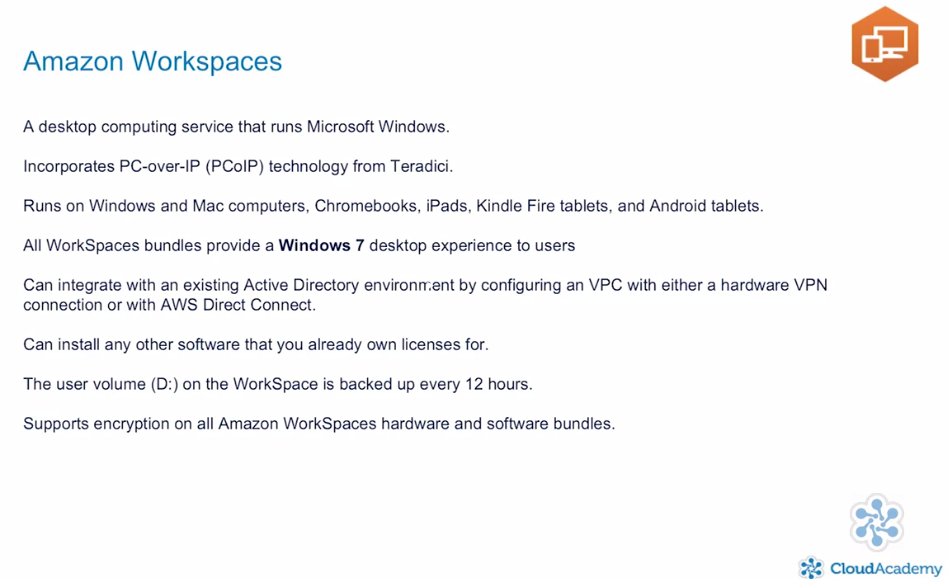 Amazon Workspaces
A desktop computing service that runs Microsoft Windows.
Incorporates PC-over-IP (PCoIP) technology from Teradici.
Runs on Windows and Mac computers, Chromebooks, iPads, Kindle Fire tablets, and Android tablets.
All WorkSpaces bundles provide a Windows 7 desktop experience to users
Can integrate with an existing Active Directory environment by configuring an VPC with either a hardware VPN
connection or with AWS Direct Connect.
Can install any other software that you already own licenses for.
The user volume (D:) on the WorkSpace is backed up every 12 hours.
Supports encryption on all Amazon WorkSpaces hardware and software bundles.
CloudAcademy